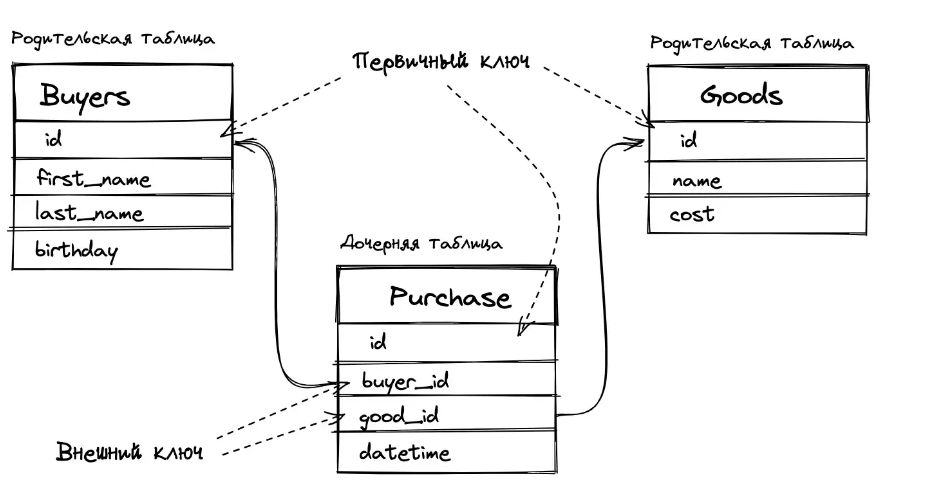 Родительская таблица
Buyers
id
first_name
last_name
birthday
Первичный ключ
Родительская таблица
Goods
id
name
cost
Дочерняя таблица
Purchase
id
buyer_id
good_id
datetime
Внешний ключ